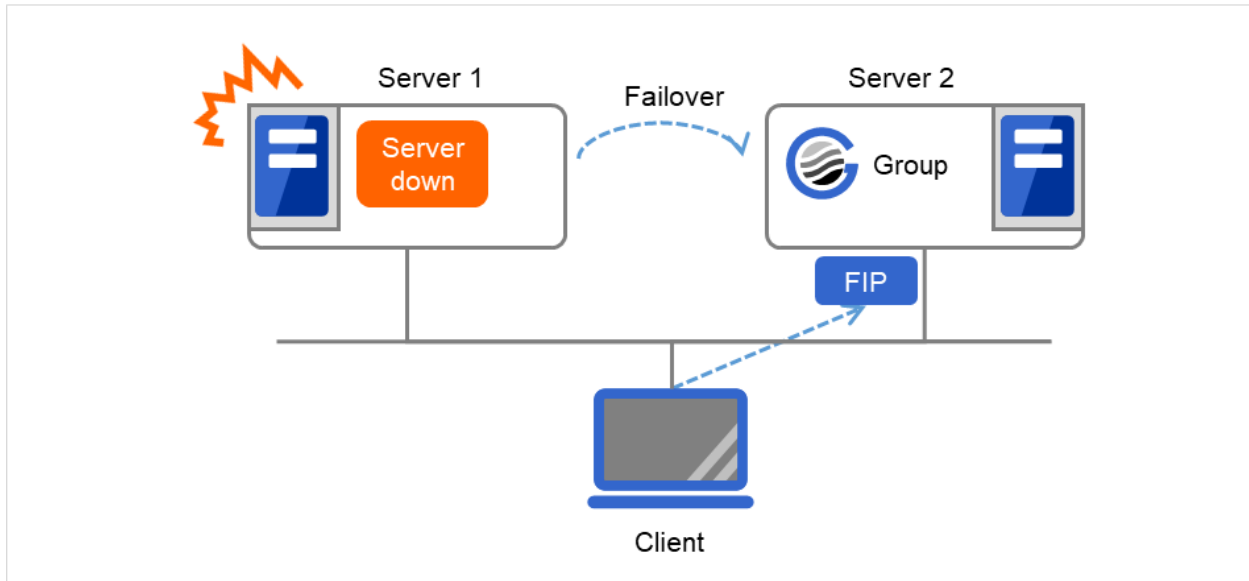 Server 1
Server 2
Failover
Server
down
Group
FIP
Client